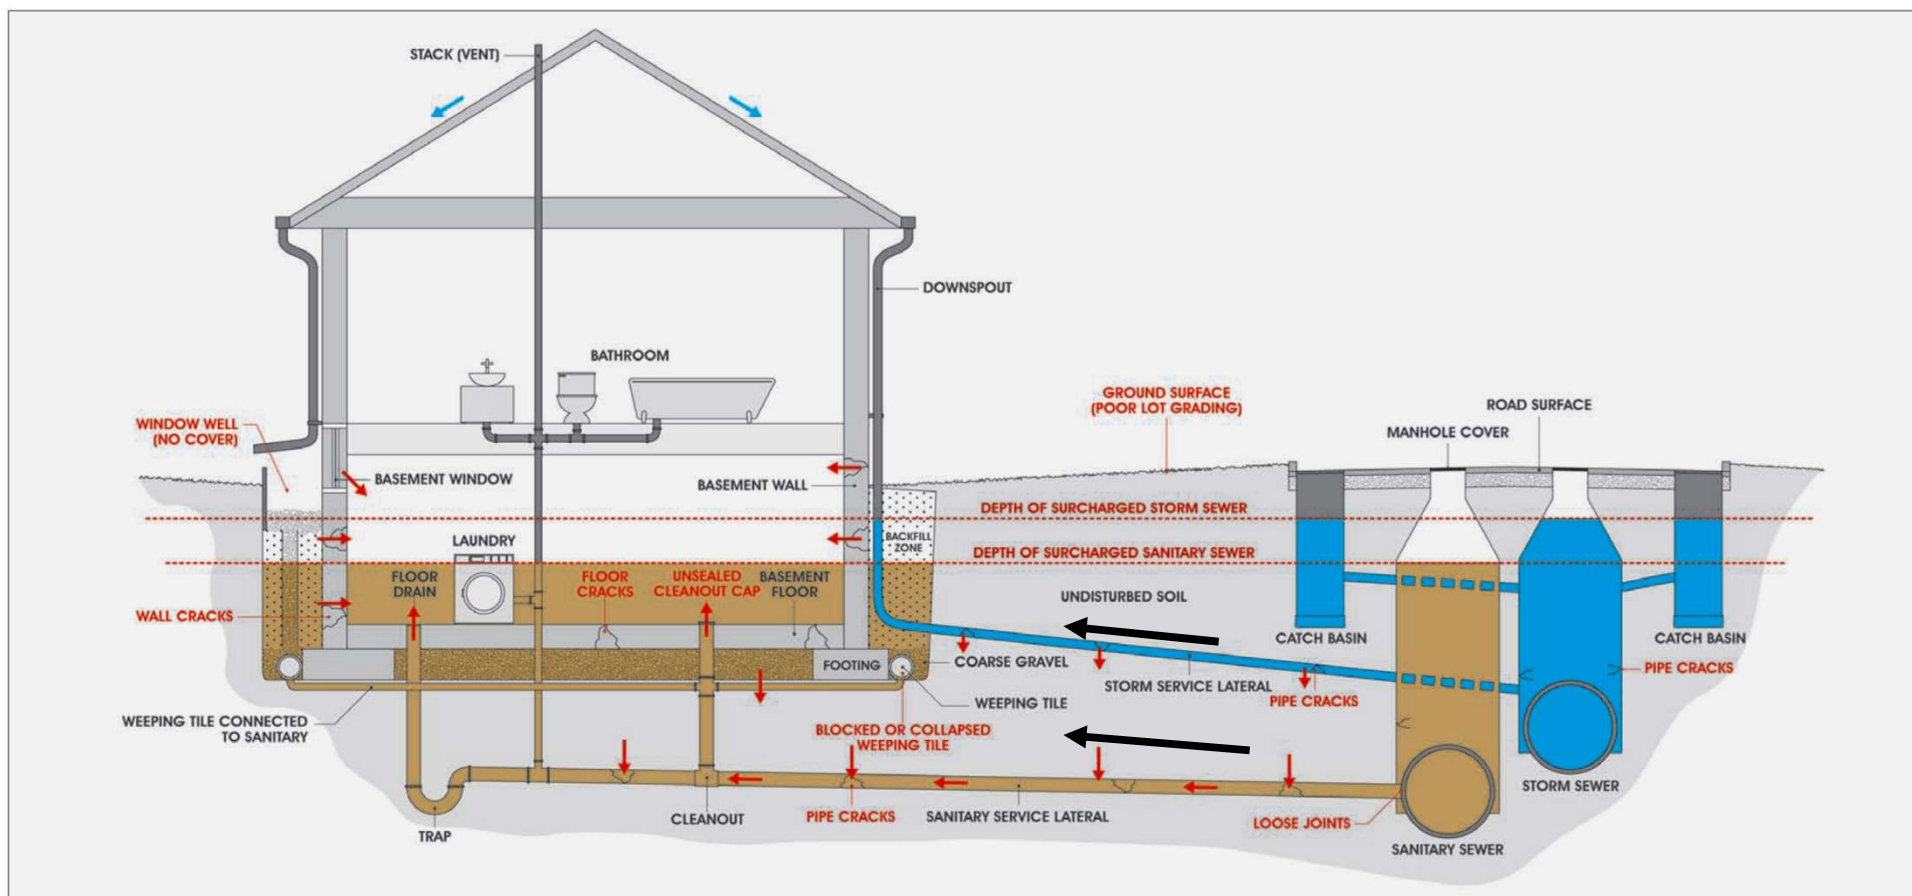 STACK (VENT)
DOWNSPOUT
BATHROOM
GROUND SURFACE
(POOR LOT GRADING)
ROAD SURFACE
MANHOLE COVER
WINDOW WELL
(NO COVER)
BASEMENT WINDOW
BASEMENT WALL
DEPTH OF SURCHARGED STORM SEWER
BACKFILL
ZONE
LAUNDRY
DEPTH OF SURCHARGED SANITARY SEWER
FLOOR
DRAIN
FLOOR
CRACKS
UNSEALED
CLEANOUT CAP
BASEMENT
FLOOR
UNDISTURBED SOIL
WALL CRACKS
CATCH BASIN
CATCH BASIN
FOOTING
COARSE GRAVEL
PIPE CRACKS
STORM SERVICE LATERAL
WEEPING TILE
PIPE CRACKS
WEEPING TILE CONNECTED
TO SANITARY
BLOCKED OR COLLAPSED
WEEPING TILE
STORM SEWER
TRAP
CLEANOUT
PIPE CRACKS
SANITARY SERVICE LATERAL
LOOSE JOINTS
SANITARY SEWER